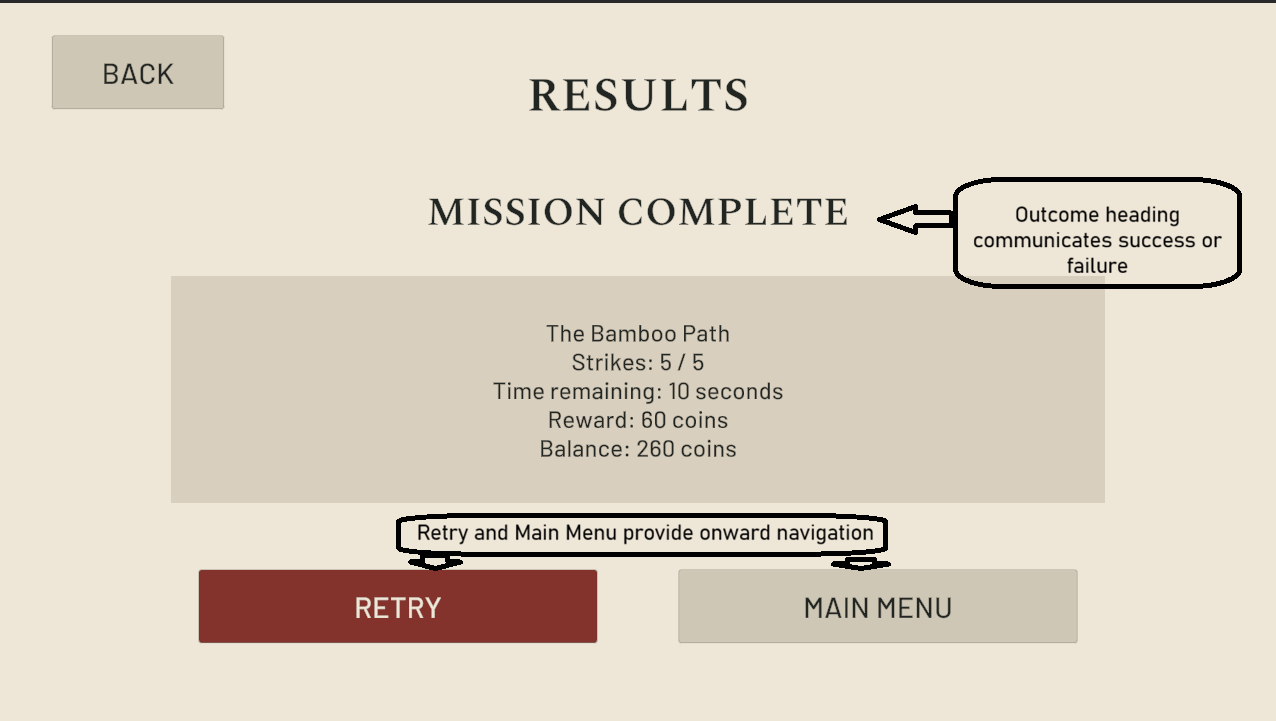 BACK
RESULTS
MISSION COMPLETE
Outcome heading
communicates success or
failure
The Bamboo Path
Strikes: 5 / 5
Time remaining: 10 seconds
Reward: 60 coins
Balance: 260 coins
Retry and Main Menu provide onward navigation
RETRY
MAIN MENU